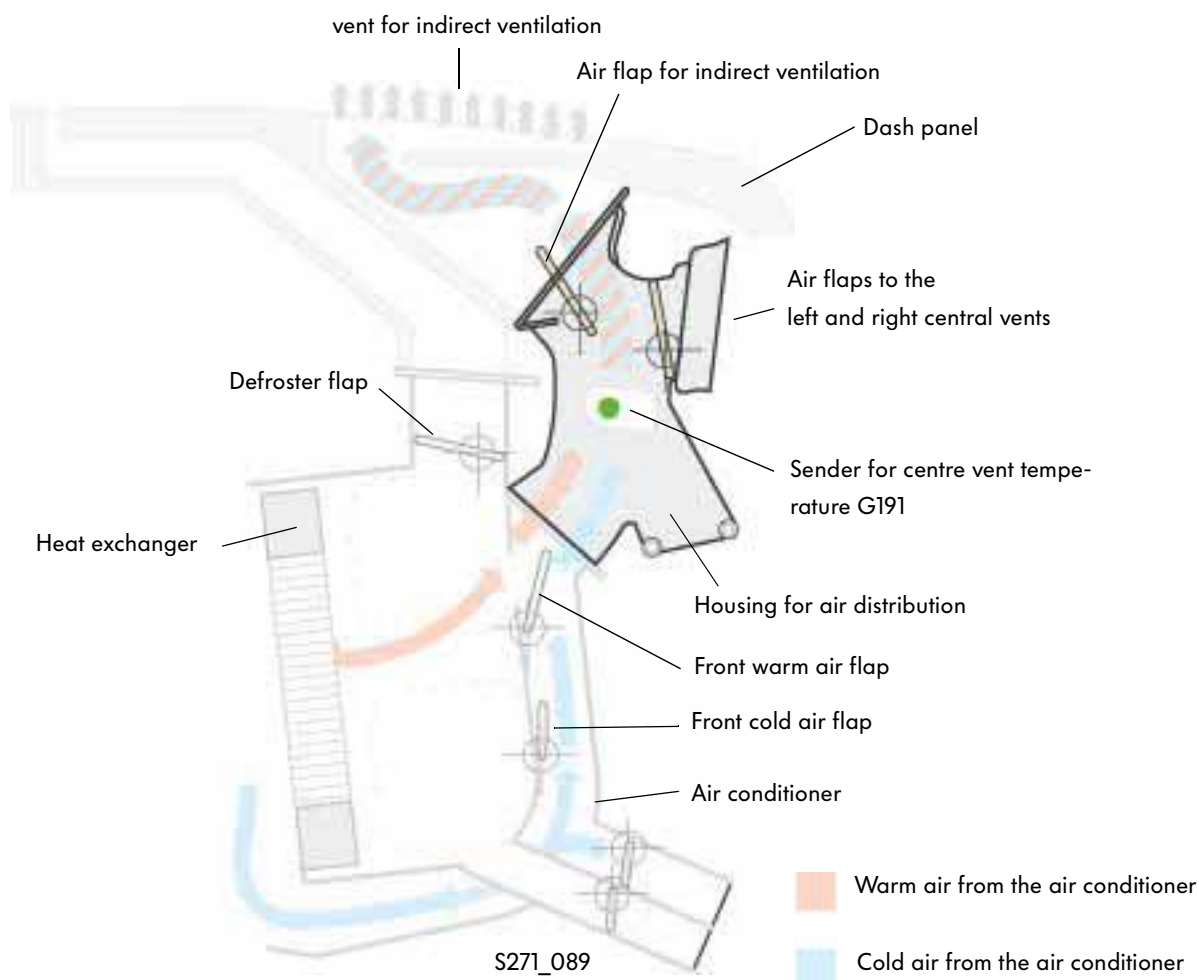 vent for indirect ventilation
Air flap for indirect ventilation
Dash panel
Air flaps to the
left and right central vents
Defroster flap
Sender for centre vent tempe-
rature G191
Heat exchanger
Housing for air distribution
Front warm air flap
Front cold air flap
Air conditioner
Warm air from the air conditioner
S271_089
Cold air from the air conditioner